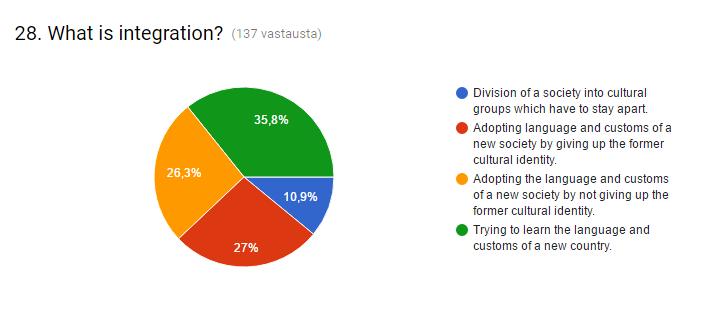 28. What is integration? (137 vastausta)
35,8%
26,3%
10,9%
27%
Division of a society into cultural
groups which have to stay apart.
Adopting language and customs of a
new society by giving up the former
cultural identity.
Adopting the language and customs
of a new society by not giving up the
former cultural identity.
Trying to learn the language and
customs of a new country.